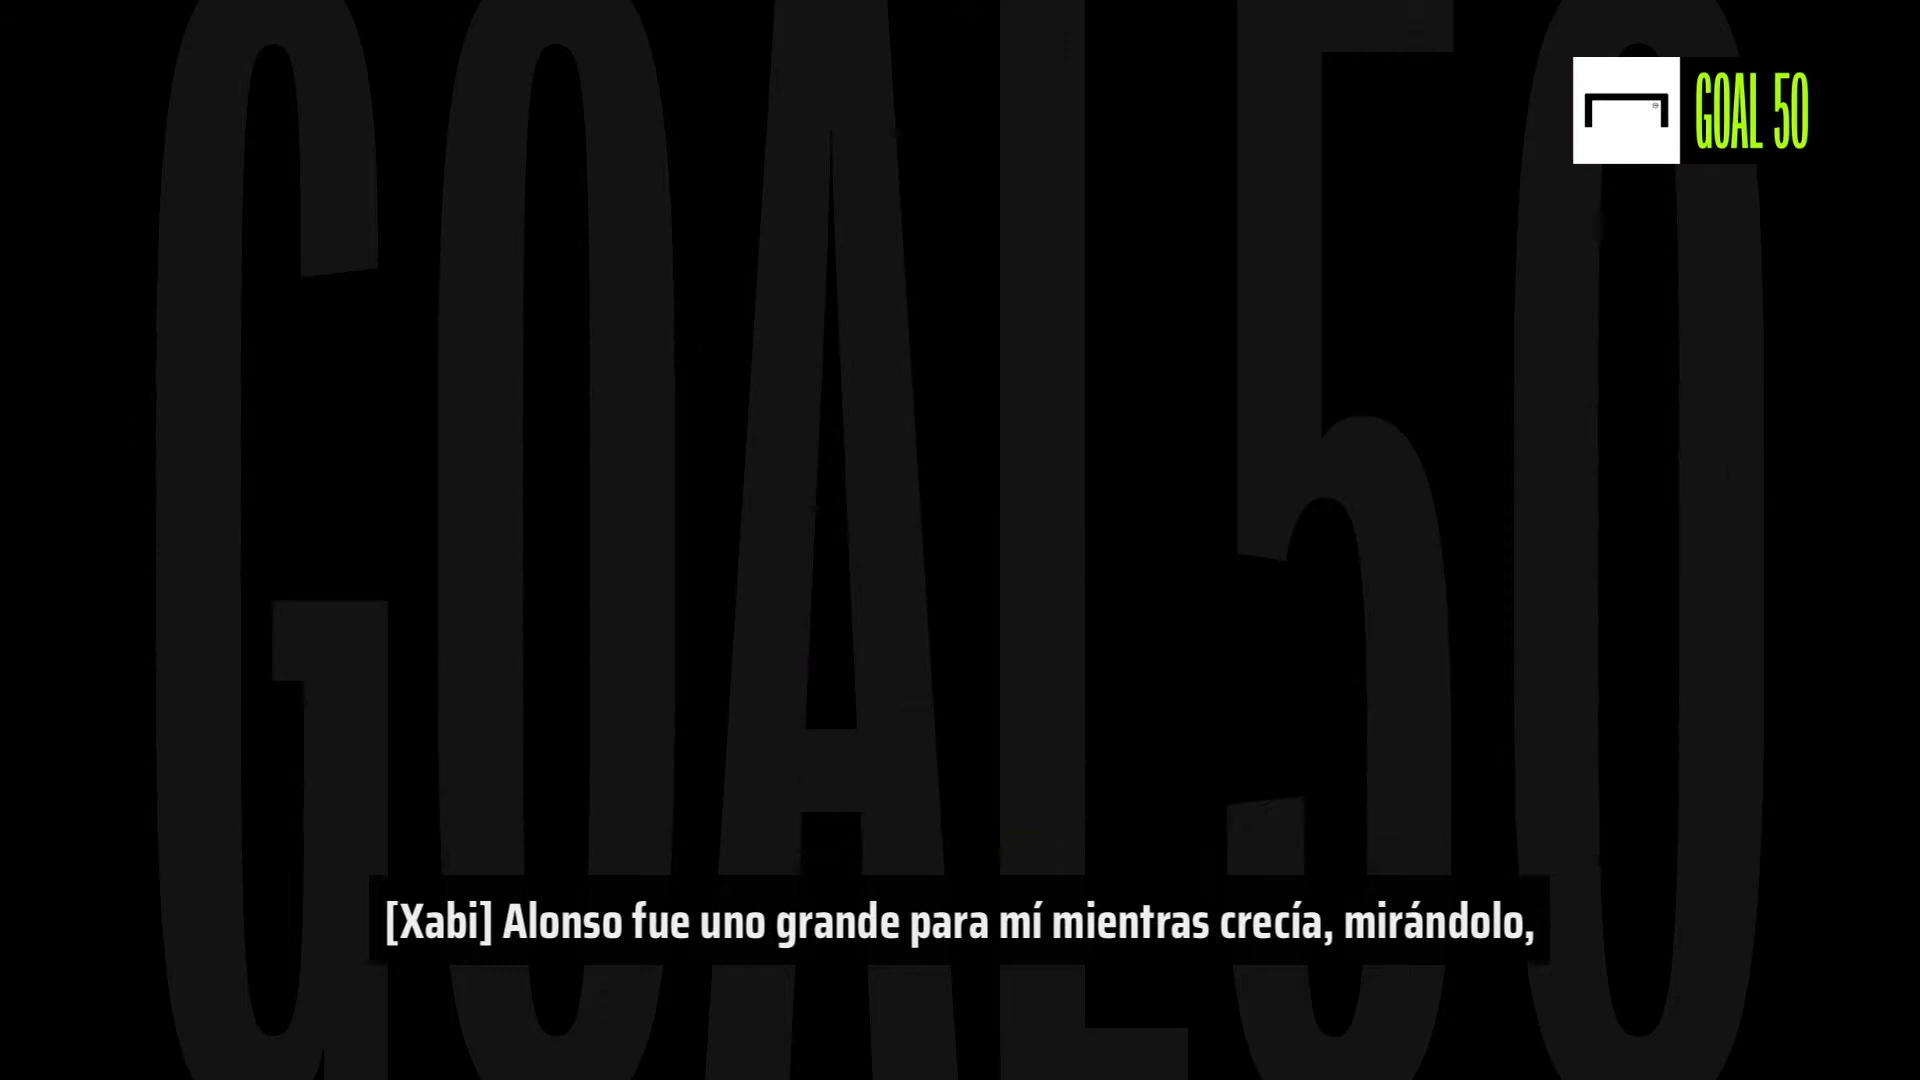 GOAL 50
GOAL 50
[Xabi] Alonso fue uno grande para mí mientras crecía, mirándolo,